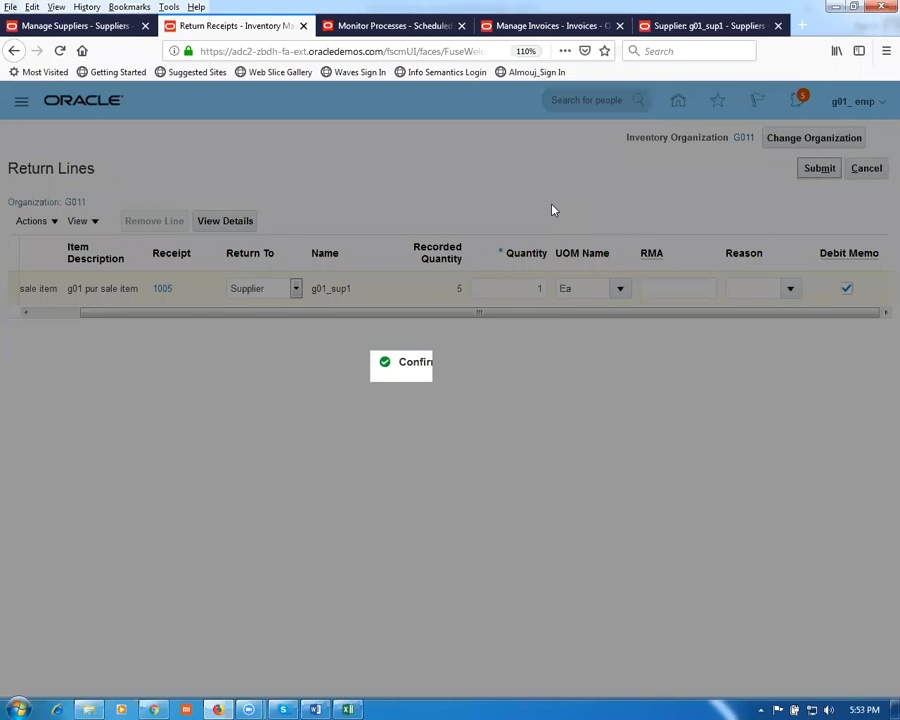 File Edit View History Bookmarks Tools Help
Manage Suppliers - Suppliers Return Receipts - Inventory Ma Monitor Processes - Scheduled Manage Invoices - Invoices - O Supplier: g01_sup1 - Suppliers
https://adc2-zbdh-fa-ext.oracledemos.com/fscmUI/faces/FuseWelc 110% Search
Most Visited Getting Started Suggested Sites Web Slice Gallery Waves Sign In Info Semantics Login Almouj_Sign In
ORACLE Search for people 5 g01_ emp
Inventory Organization G011 Change Organization
Return Lines Submit Cancel
Organization: G011
Actions View Remove Line View Details
Item Description Receipt Return To Name Recorded Quantity * Quantity UOM Name RMA Reason Debit Memo
sale item g01 pur sale item 1005 Supplier g01_sup1 5 1 Ea
Confir
5:53 PM